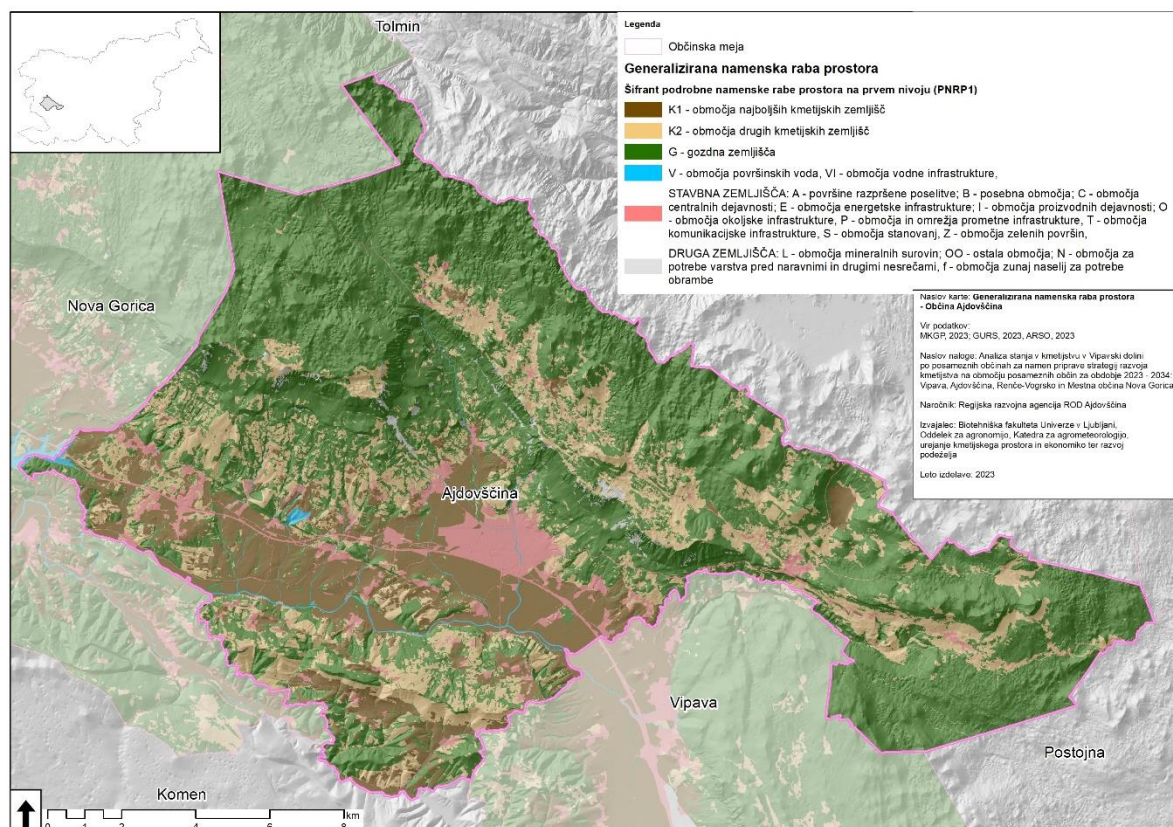 Tolmin
Nova Gorica
Ajdovščina
Vipava
Postojna
Komen
0 1 2 4 6 8
km
Legenda
Občinska meja
Generalizirana namenska raba prostora
Šifrant podrobne namenske rabe prostora na prvem nivoju (PNRP1)
K1 - območja najboljših kmetijskih zemljišč
K2 - območja drugih kmetijskih zemljišč
G - gozdna zemljišča
V - območja površinskih voda, VI - območja vodne infrastrukture,
STAVBNA ZEMLJIŠČA: A - površine razpršene poselitve; B - posebna območja; C - območja
centralnih dejavnosti; E - območja energetske infrastrukture; I - območja proizvodnih dejavnosti; O
- območja okoljske infrastrukture, P - območja in omrežja prometne infrastrukture, T - območja
komunikacijske infrastrukture, S - območja stanovanj, Z - območja zelenih površin,
DRUGA ZEMLJIŠČA: L - območja mineralnih surovin; OO - ostala območja; N - območja za
potrebe varstva pred naravnimi in drugimi nesrečami, f - območja zunaj naselij za potrebe
obrambe
Naslov karte: Generalizirana namenska raba prostora
- Občina Ajdovščina
Vir podatkov:
MKGP, 2023; GURS, 2023, ARSO, 2023
Naslov naloge: Analiza stanja v kmetijstvu v Vipavski dolini
po posameznih občinah za namen priprave strategij razvoja
kmetijstva na območju posameznih občin za obdobje 2023 - 2034:
Vipava, Ajdovščina, Renče-Vogrsko in Mestna občina Nova Gorica
Naročnik: Regijska razvojna agencija ROD Ajdovščina
Izvajalec: Biotehniška fakulteta Univerze v Ljubljani,
Oddelek za agronomijo, Katedra za agrometeorologijo,
urejanje kmetijskega prostora in ekonomiko ter razvoj
podeželja
Leto izdelave: 2023